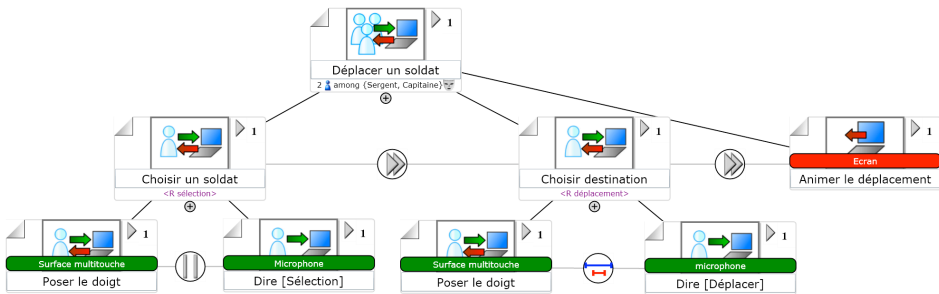 1
Déplacer un soldat
2 among {Sergent, Capitaine}
1
1
1
Choisir un soldat
<R sélection>
Choisir destination
<R déplacement>
Ecran
Animer le déplacement
1
1
1
1
Surface multitouche
Poser le doigt
Microphone
Dire [Sélection]
Surface multitouche
Poser le doigt
microphone
Dire [Déplacer]